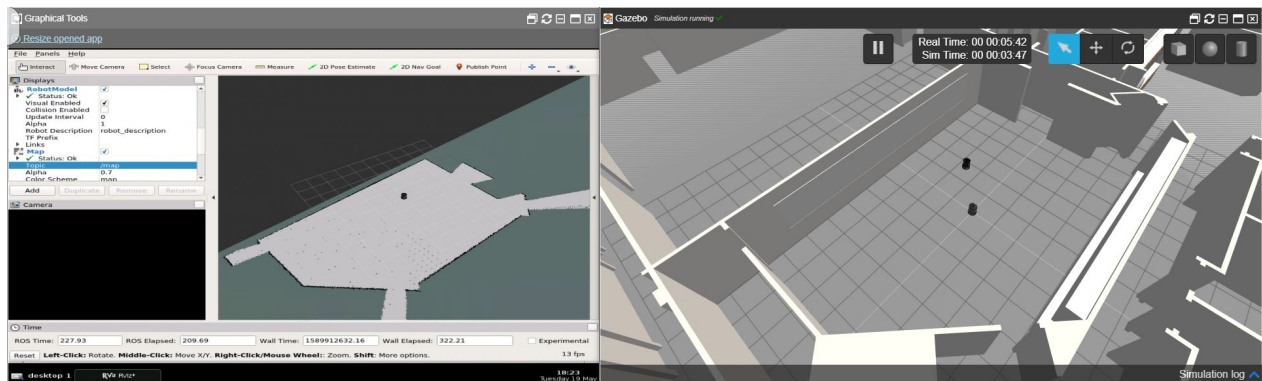 Graphical Tools
Resize opened app
File Panels Help
Interact Move Camera Select Focus Camera Measure 2D Pose Estimate 2D Nav Goal Publish Point
Displays
RobotModel
Status: Ok
Visual Enabled
Collision Enabled
Update Interval 0
Alpha 1
Robot Description robot_description
TF Prefix
Links
Map
Status: Ok
Topic /map
Alpha 0.7
Color Scheme map
Add Duplicate Remove Rename
Camera
Time
ROS Time: 227.93 ROS Elapsed: 209.69 Wall Time: 1589912632.16 Wall Elapsed: 322.21 Experimental
Reset Left-Click: Rotate. Middle-Click: Move X/Y. Right-Click/Mouse Wheel:: Zoom. Shift: More options. 13 fps
desktop 1 RViz* 18:23
Tuesday 19 May
Gazebo Simulation running
Real Time: 00 00:05:42
Sim Time: 00 00:03:47
Simulation log